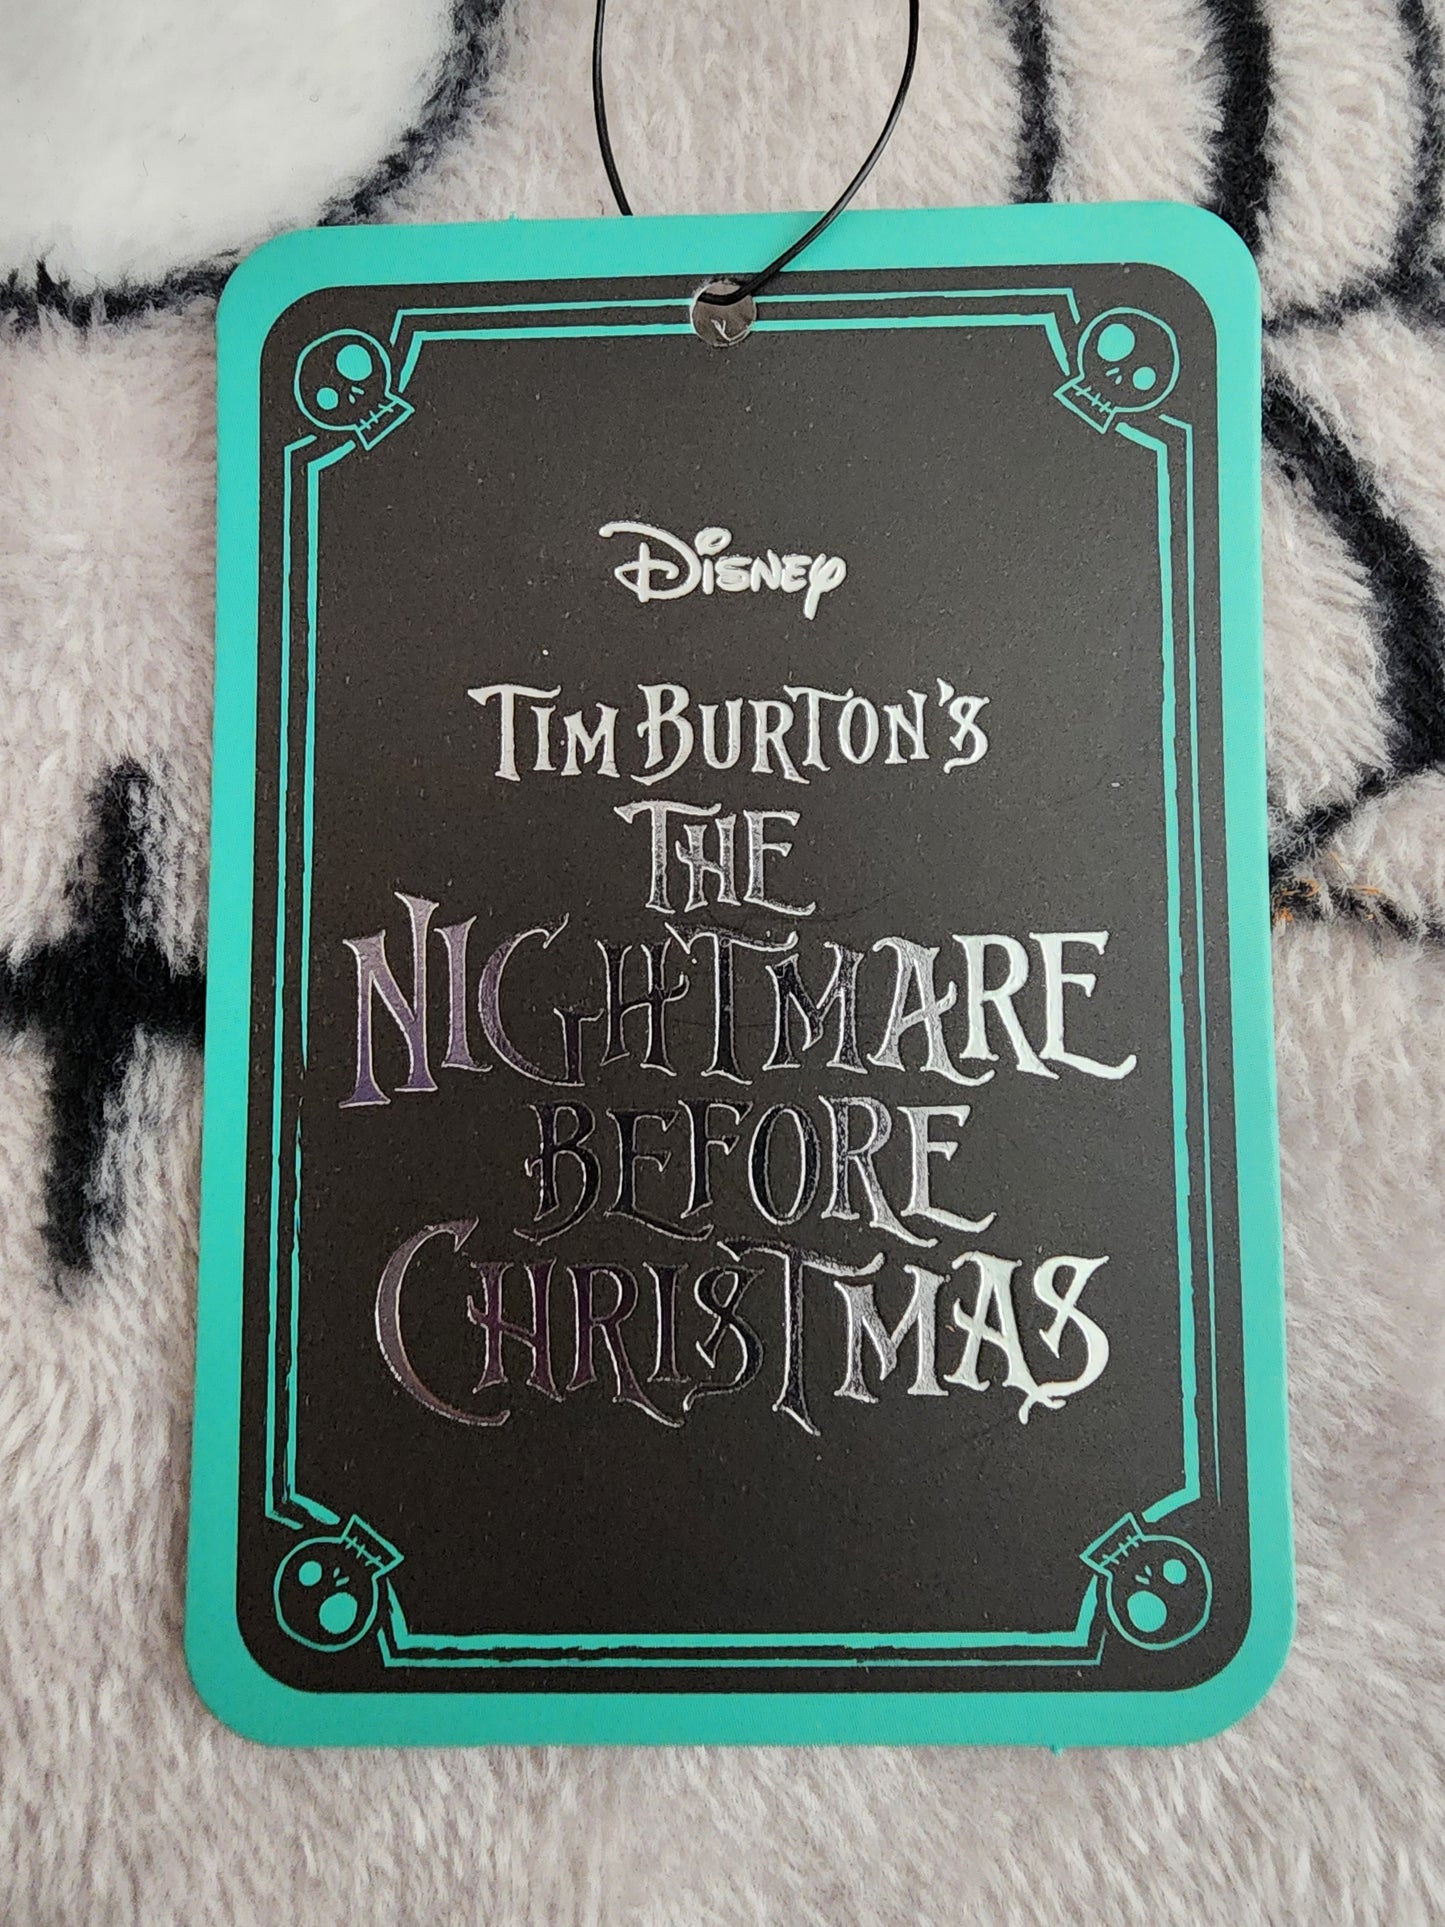 Disney
Tim Burton's
The
Nightmare
Before
Christmas